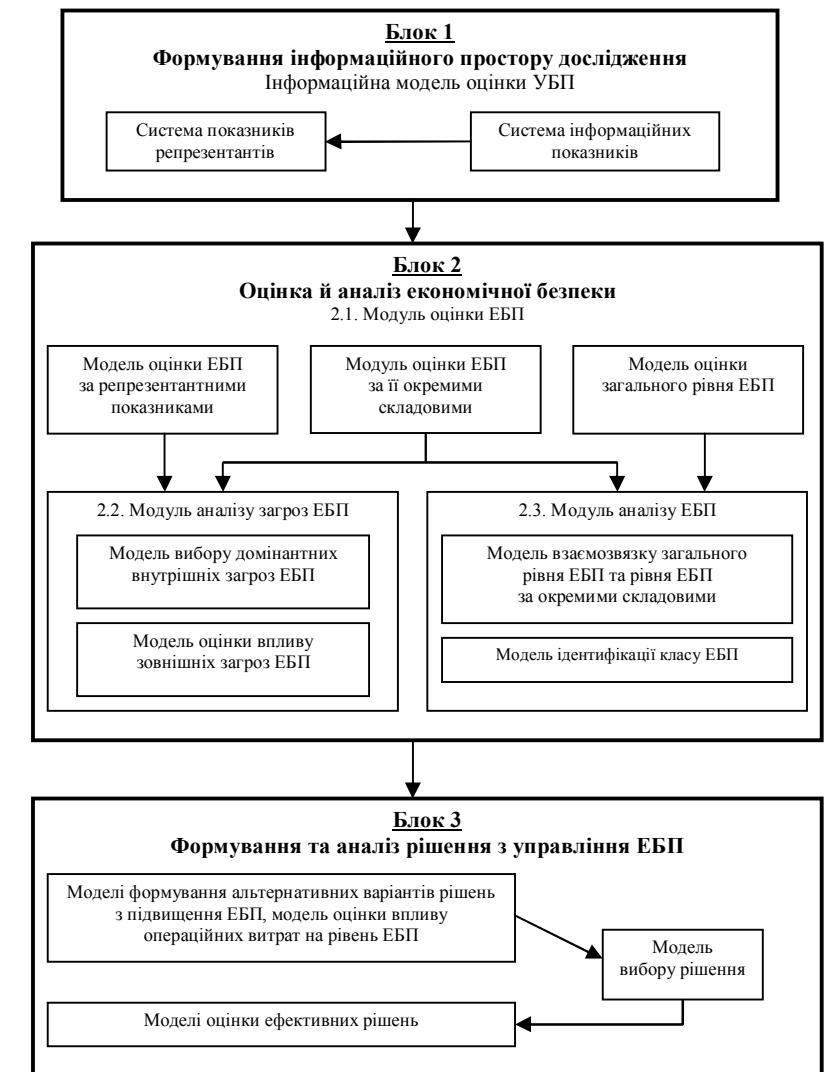 Блок 1
Формування інформаційного простору дослідження
Інформаційна модель оцінки УБП
Система показників
репрезентантів
Система інформаційних
показників
Блок 2
Оцінка й аналіз економічної безпеки
2.1. Модуль оцінки ЕБП
Модель оцінки ЕБП
за репрезентантними
показниками
Модуль оцінки ЕБП
за її окремими
складовими
Модель оцінки
загального рівня ЕБП
2.2. Модуль аналізу загроз ЕБП
Модель вибору домінантних
внутрішніх загроз ЕБП
Модель оцінки впливу
зовнішніх загроз ЕБП
2.3. Модуль аналізу ЕБП
Модель взаємозвязку загального
рівня ЕБП та рівня ЕБП
за окремими складовими
Модель ідентифікації класу ЕБП
Блок 3
Формування та аналіз рішення з управління ЕБП
Моделі формування альтернативних варіантів рішень
з підвищення ЕБП, модель оцінки впливу
операційних витрат на рівень ЕБП
Модель
вибору рішення
Моделі оцінки ефективних рішень